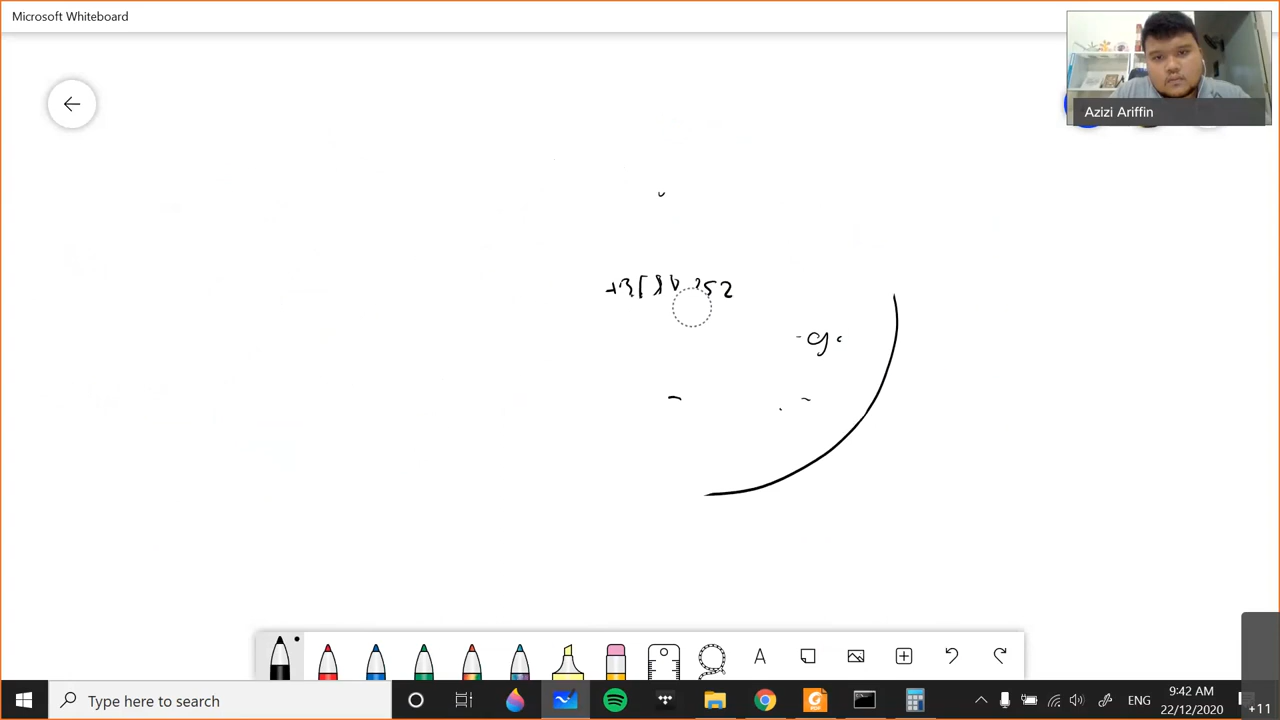 Microsoft Whiteboard
Azizi Ariffin
A
Type here to search
ENG
9:42 AM
22/12/2020
+11